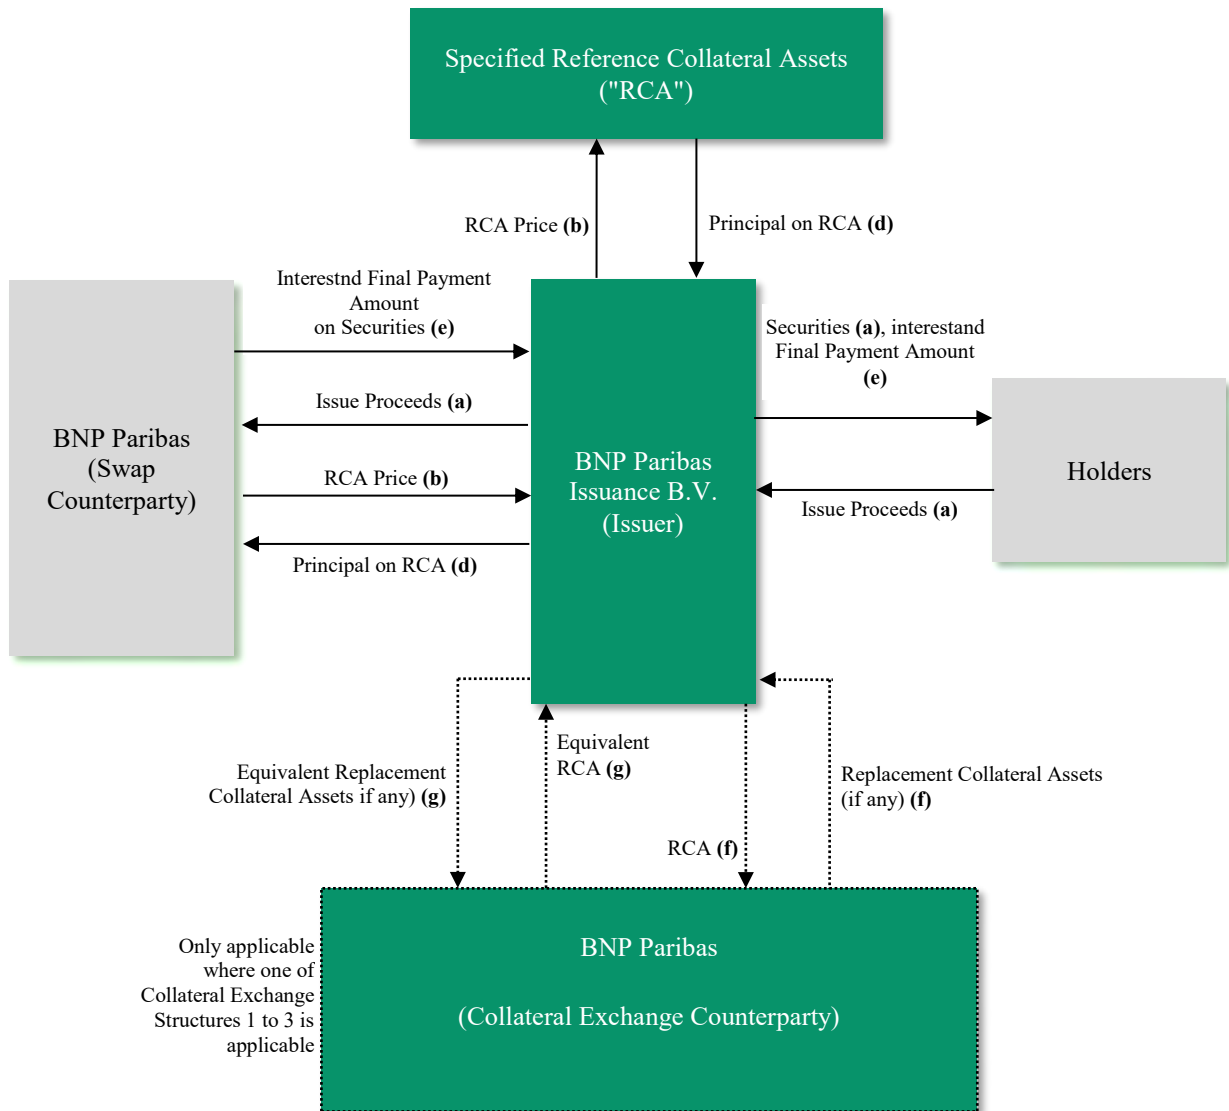 Specified Reference Collateral Assets
("RCA")
RCA Price (b)
Principal on RCA (d)
Interestnd Final Payment
Amount
on Securities (e)
Securities (a), interestand
Final Payment Amount
(e)
Issue Proceeds (a)
BNP Paribas
(Swap
Counterparty)
RCA Price (b)
BNP Paribas
Issuance B.V.
(Issuer)
Holders
Issue Proceeds (a)
Principal on RCA (d)
Equivalent Replacement
Collateral Assets if any) (g)
Equivalent
RCA (g)
RCA (f)
Replacement Collateral Assets
(if any) (f)
Only applicable
where one of
Collateral Exchange
Structures 1 to 3 is
applicable
BNP Paribas
(Collateral Exchange Counterparty)